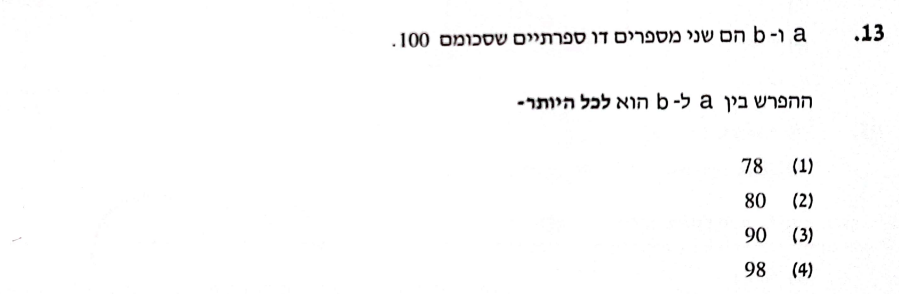 13. a ו- b הם שני מספרים דו ספרתיים שסכומם 100.
ההפרש בין a ל- b הוא לכל היותר-
(1) 78
(2) 80
(3) 90
(4) 98